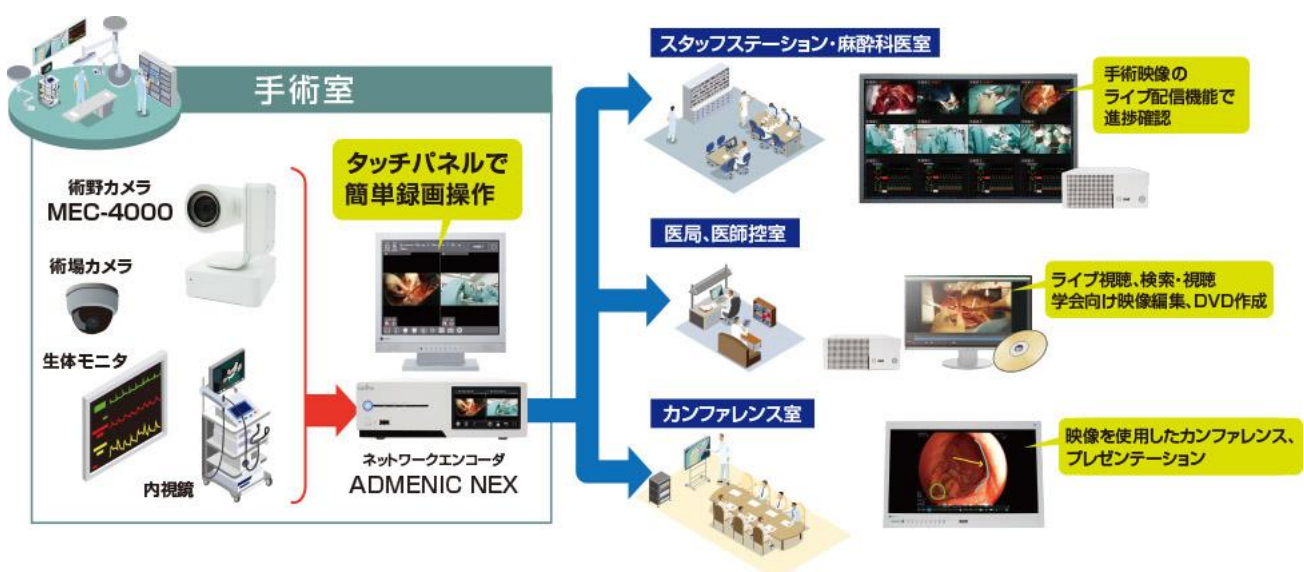 手術室
術野カメラ
MEC-4000
術場カメラ
生体モニタ
内視鏡
タッチパネルで
簡単録画操作
ネットワークエンコーダ
ADMENIC NEX
スタッフステーション・麻酔科医室
手術映像の
ライブ配信機能で
進捗確認
医局、医師控室
ライブ視聴、検索・視聴
学会向け映像編集、DVD作成
カンファレンス室
映像を使用したカンファレンス、
プレゼンテーション